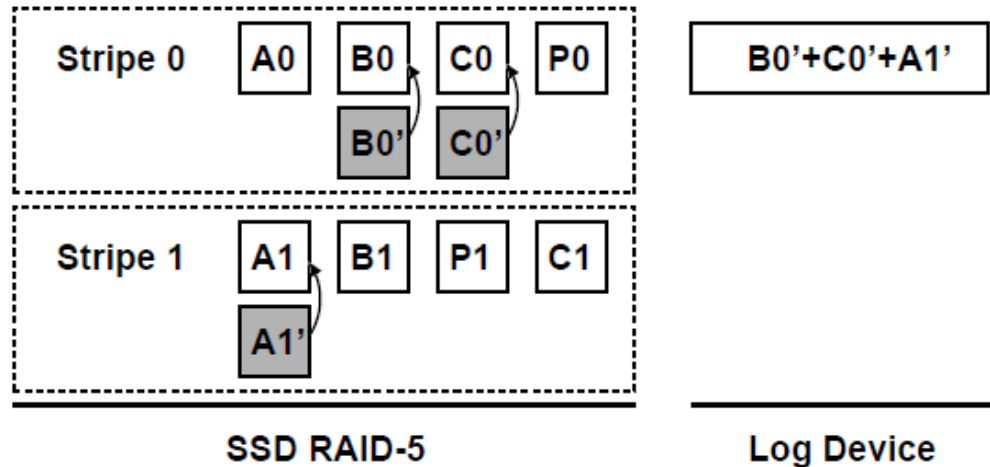 Stripe 0 A0 B0 C0 P0 B0’+C0’+A1’
B0’ C0’
Stripe 1 A1 B1 P1 C1
A1’
SSD RAID-5 Log Device